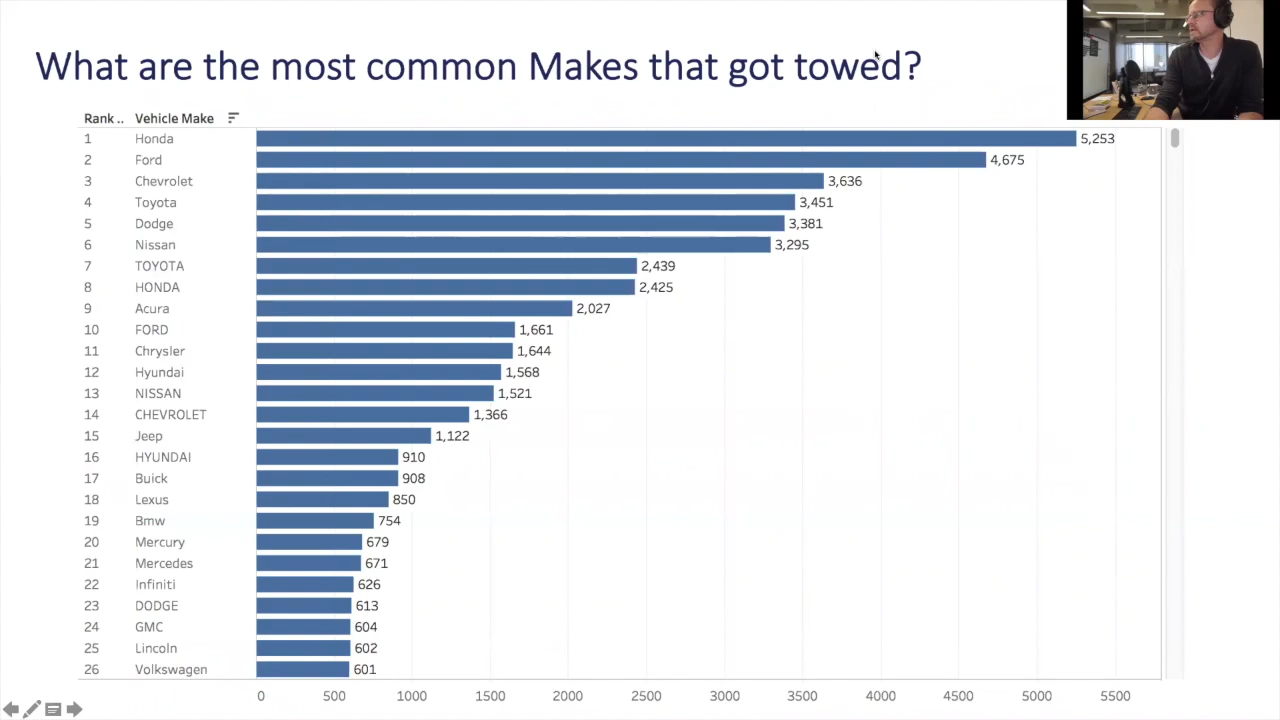 What are the most common Makes that got towed?
Rank .. Vehicle Make
1 Honda 5,253
2 Ford 4,675
3 Chevrolet 3,636
4 Toyota 3,451
5 Dodge 3,381
6 Nissan 3,295
7 TOYOTA 2,439
8 HONDA 2,425
9 Acura 2,027
10 FORD 1,661
11 Chrysler 1,644
12 Hyundai 1,568
13 NISSAN 1,521
14 CHEVROLET 1,366
15 Jeep 1,122
16 HYUNDAI 910
17 Buick 908
18 Lexus 850
19 Bmw 754
20 Mercury 679
21 Mercedes 671
22 Infiniti 626
23 DODGE 613
24 GMC 604
25 Lincoln 602
26 Volkswagen 601
0 500 1000 1500 2000 2500 3000 3500 4000 4500 5000 5500